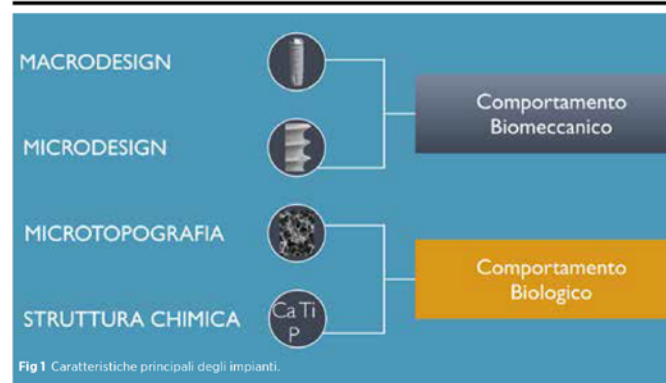 MACRODESIGN
MICRODESIGN
Comportamento
Biomeccanico
MICROTOPOGRAFIA
STRUTTURA CHIMICA
Ca Ti
P
Comportamento
Biologico
Fig 1 Caratteristiche principali degli impianti.